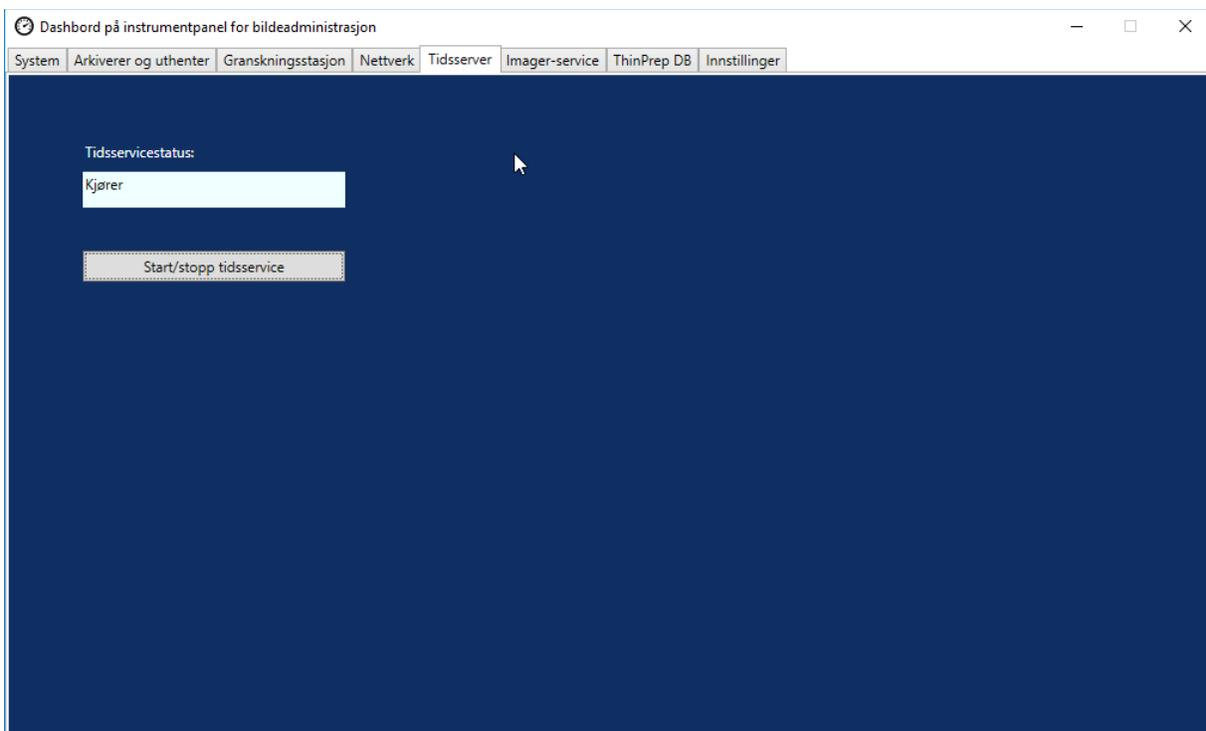 Dashbord på instrumentpanel for bildeadministrasjon
System Arkiverer og uthenter Granskningsstasjon Nettverk Tidsserver Imager-service ThinPrep DB Innstillinger
Tidsservicestatus:
Kjører
Start/stopp tidsservice